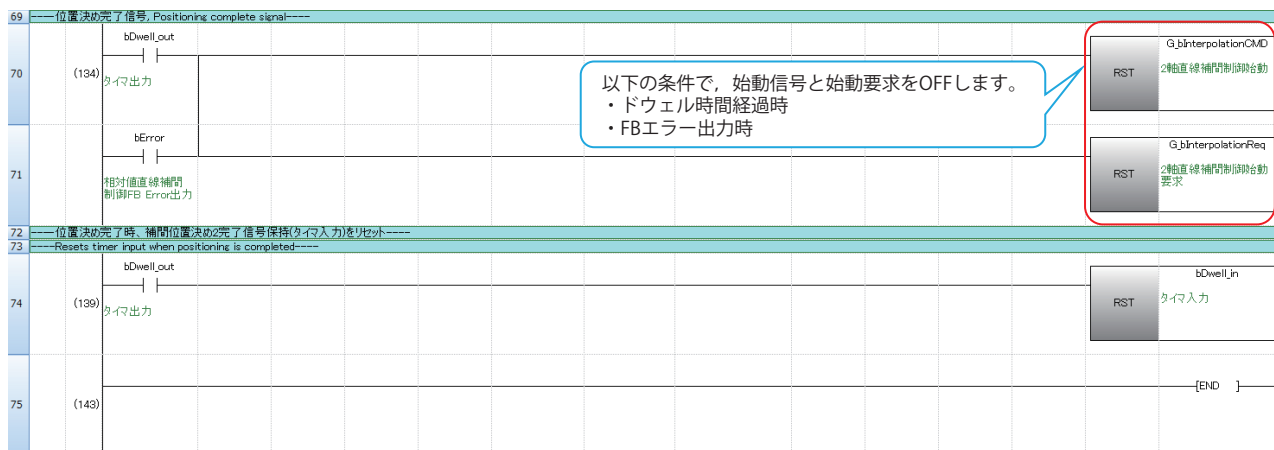 69 ----位置決め完了信号, Positioning complete signal----
bDwell_out
G_bInterpolationCMD
70 (134) タイマ出力
RST 2軸直線補間制御始動
以下の条件で，始動信号と始動要求をOFFします。
・ドウェル時間経過時
・FBエラー出力時
bError
G_bInterpolationReq
71 相対値直線補間
制御FB Error出力
RST 2軸直線補間制御始動
要求
72 ----位置決め完了時、補間位置決め2完了信号保持(タイマ入力)をリセット----
73 ----Resets timer input when positioning is completed----
bDwell_out
bDwell_in
74 (139) タイマ出力
RST タイマ入力
[END ]
75 (143)